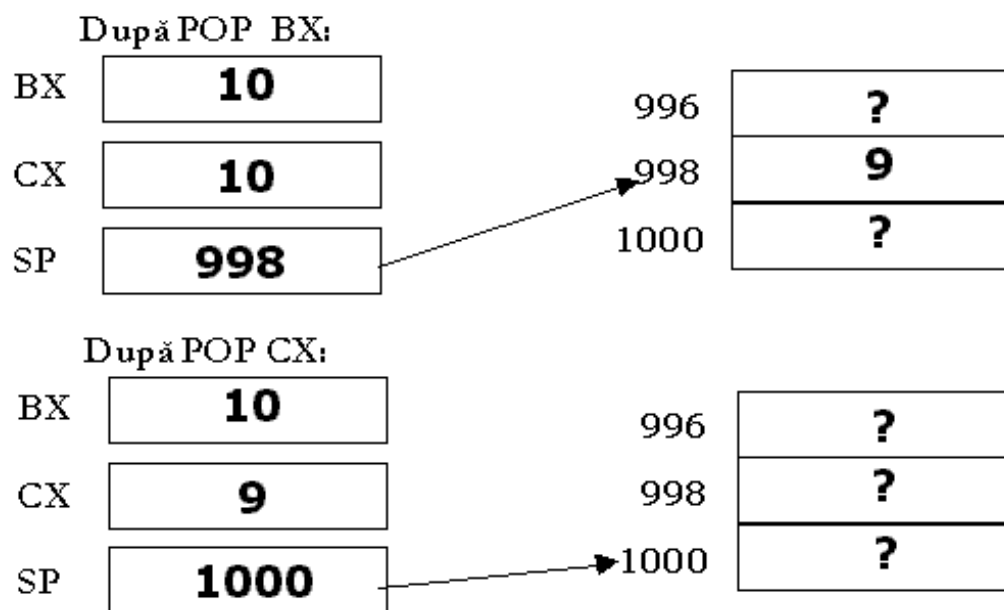 După POP BX:
BX 10
996 ?
CX 10
998 9
1000 ?
SP 998
După POP CX:
BX 10
996 ?
CX 9
998 ?
SP 1000
1000 ?